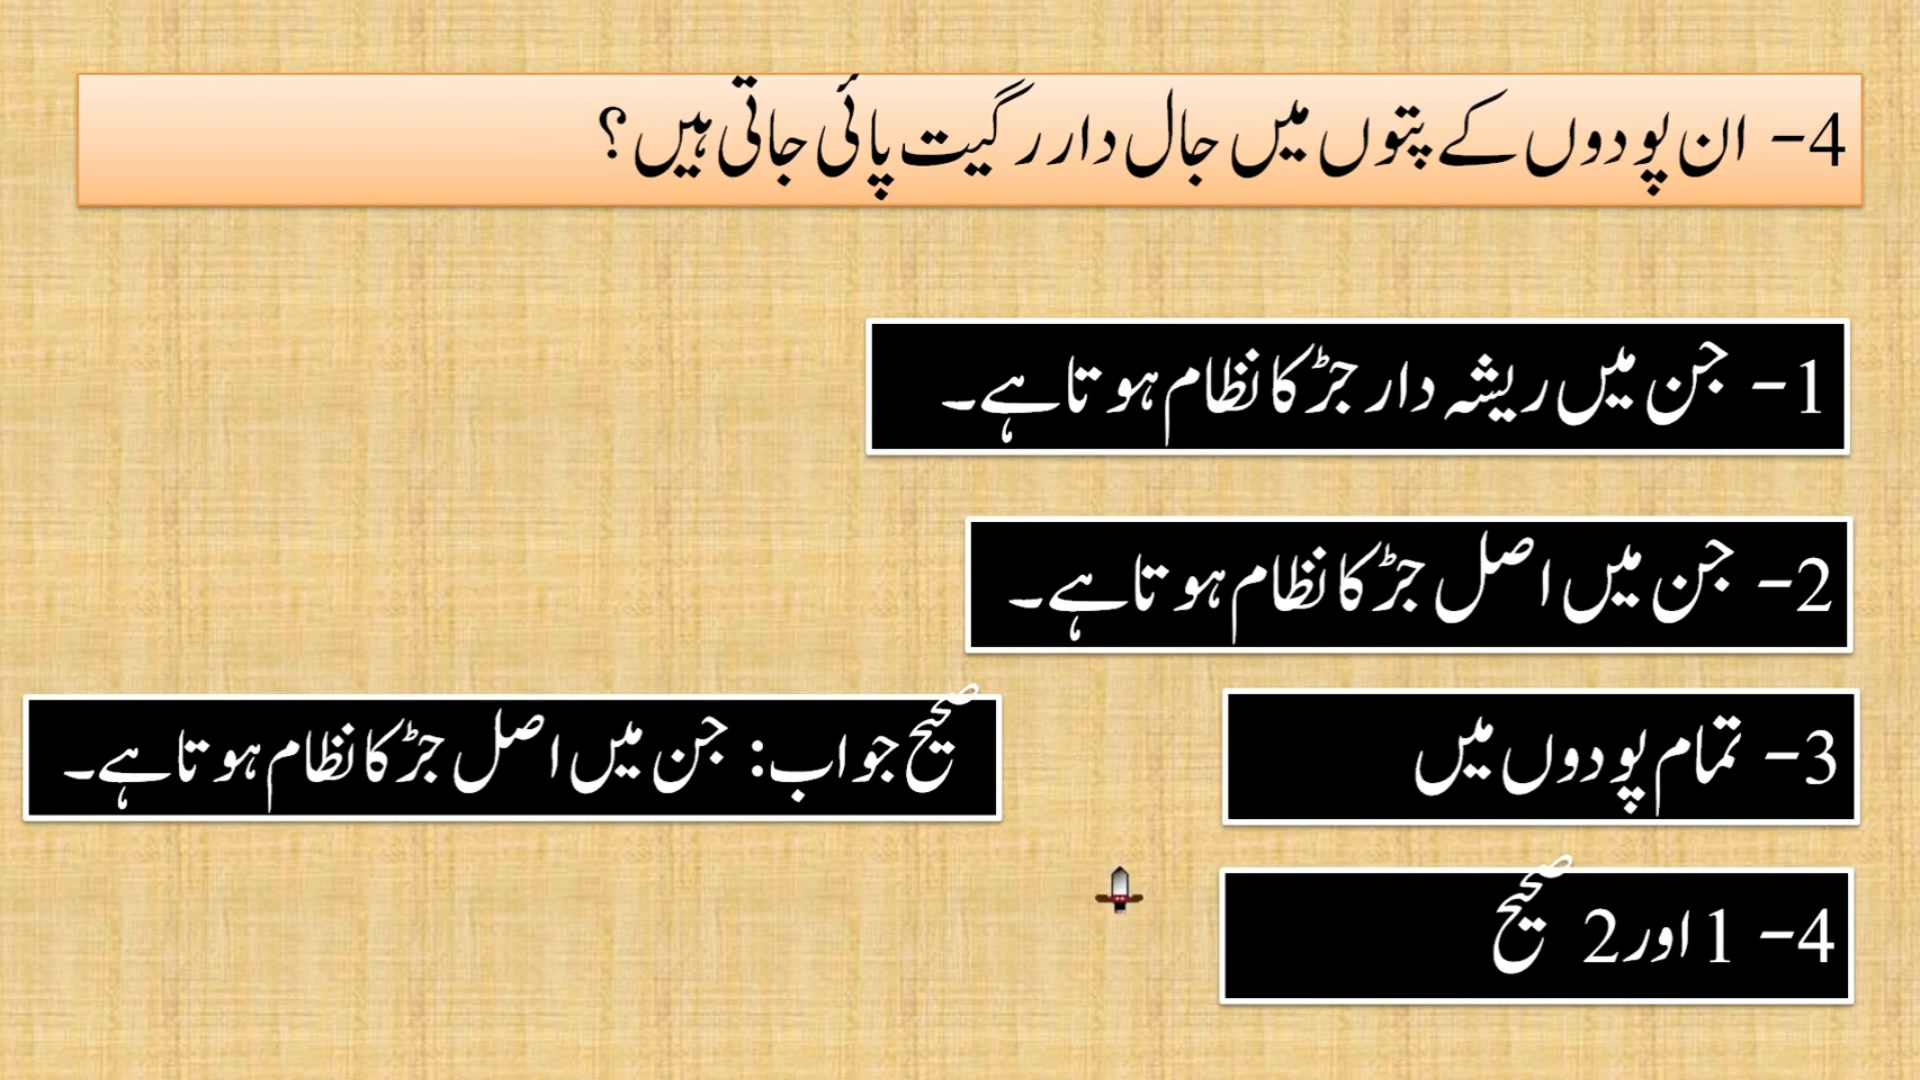 4- ان پودوں کے پتوں میں جال دار رگیت پائی جاتی ہیں؟
1- جن میں ریشہ دار جڑ کا نظام ہوتا ہے۔
2- جن میں اصل جڑ کا نظام ہوتا ہے۔
3- تمام پودوں میں
صحیح جواب: جن میں اصل جڑ کا نظام ہوتا ہے۔
4- 1 اور 2 صحیح